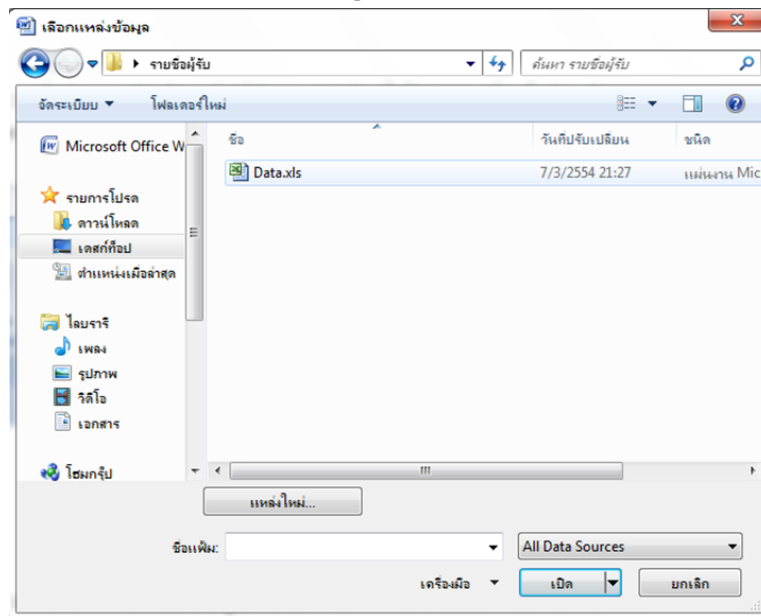 เลือกแหล่งข้อมูล
รายชื่อผู้รับ
ค้นหา รายชื่อผู้รับ
จัดระเบียบ
โฟลเดอร์ใหม่
Microsoft Office W
รายการโปรด
ดาวน์โหลด
เดสก์ท็อป
ตำแหน่งเมื่อล่าสุด
ไลบรารี
เพลง
รูปภาพ
วิดีโอ
เอกสาร
โฮมกรุ๊ป
ชื่อ
วันที่ปรับเปลี่ยน
ชนิด
Data.xls
7/3/2554 21:27
แผ่นงาน Mic
แหล่งใหม่...
ชื่อแฟ้ม:
All Data Sources
เครื่องมือ
เปิด
ยกเลิก